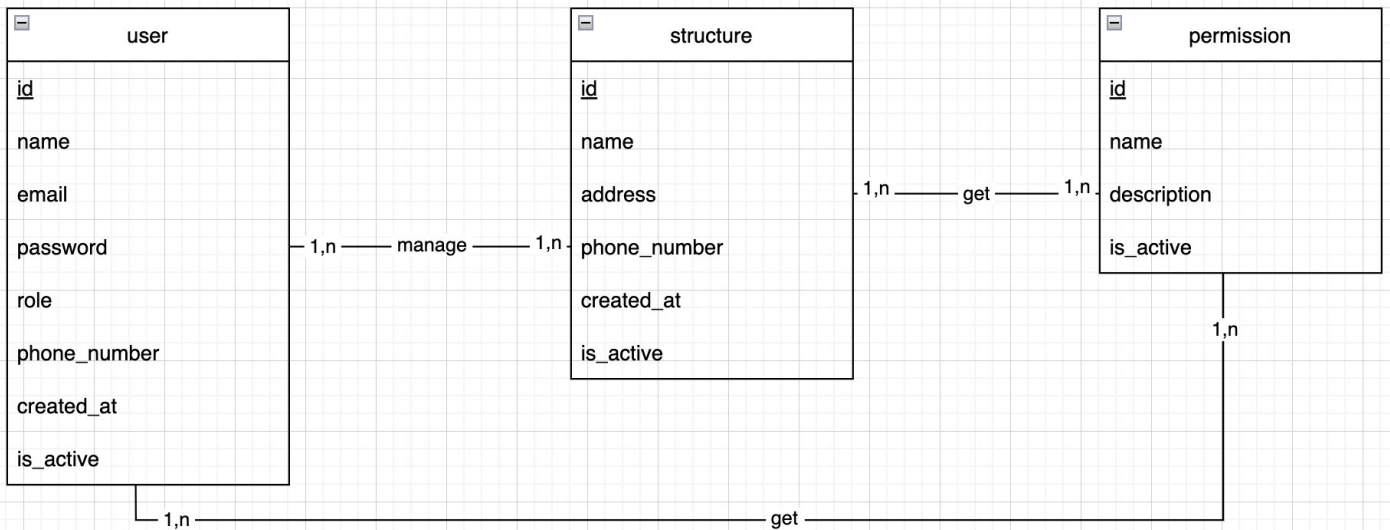 user
id
name
email
password
role
phone_number
created_at
is_active
1,n
manage
1,n
structure
id
name
address
phone_number
created_at
is_active
1,n
get
1,n
permission
id
name
description
is_active
1,n
1,n
get